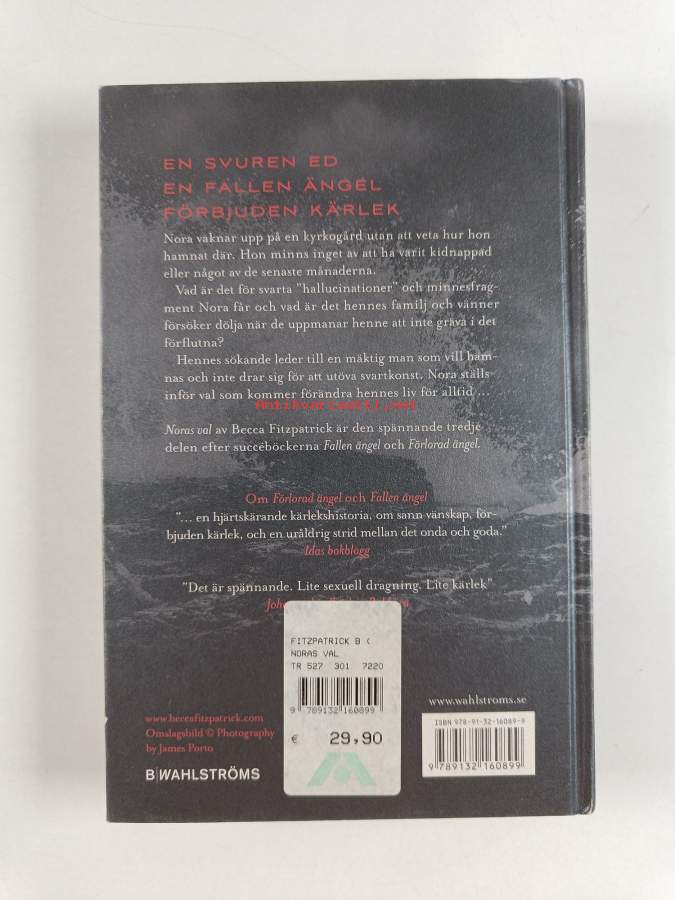 EN SVUREN ED
EN FALLEN ÄNGEL
FÖRBJUDEN KÄRLEK
Nora vaknar upp på en kyrkogård utan att veta hur hon
hamnat där. Hon minns inget av att ha varit kidnappad
eller något av de senaste månaderna.
Vad är det för svarta "hallucinationer" och minnesfrag-
ment Nora får och vad är det hennes familj och vänner
försöker dölja när de uppmanar henne att inte gräva i det
förflutna?
Hennes sökande leder till en mäktig man som vill häm-
nas och inte drar sig för att utöva svartkonst. Nora ställs
inför val som kommer förändra hennes liv för alltid ...
Antikvariaatti.net
Noras val av Becca Fitzpatrick är den spännande tredje
delen efter succéböckerna Fallen ängel och Förlorad ängel.
Om Förlorad ängel och Fallen ängel
"... en hjärtskärande kärlekshistoria, om sann vänskap, för-
bjuden kärlek, och en uråldrig strid mellan det onda och goda."
Idas bokblogg
"Det är spännande. Lite sexuell dragning. Lite kärlek"
FITZPATRICK B <
NORAS VAL
TR 527 301 7220
9 789132 160899
€ 29,90
www.wahlstroms.se
ISBN 978-91-32-16089-9
9 789132 160899
www.beccafitzpatrick.com
Omslagsbild © Photography
by James Porto
B WAHLSTRÖMS